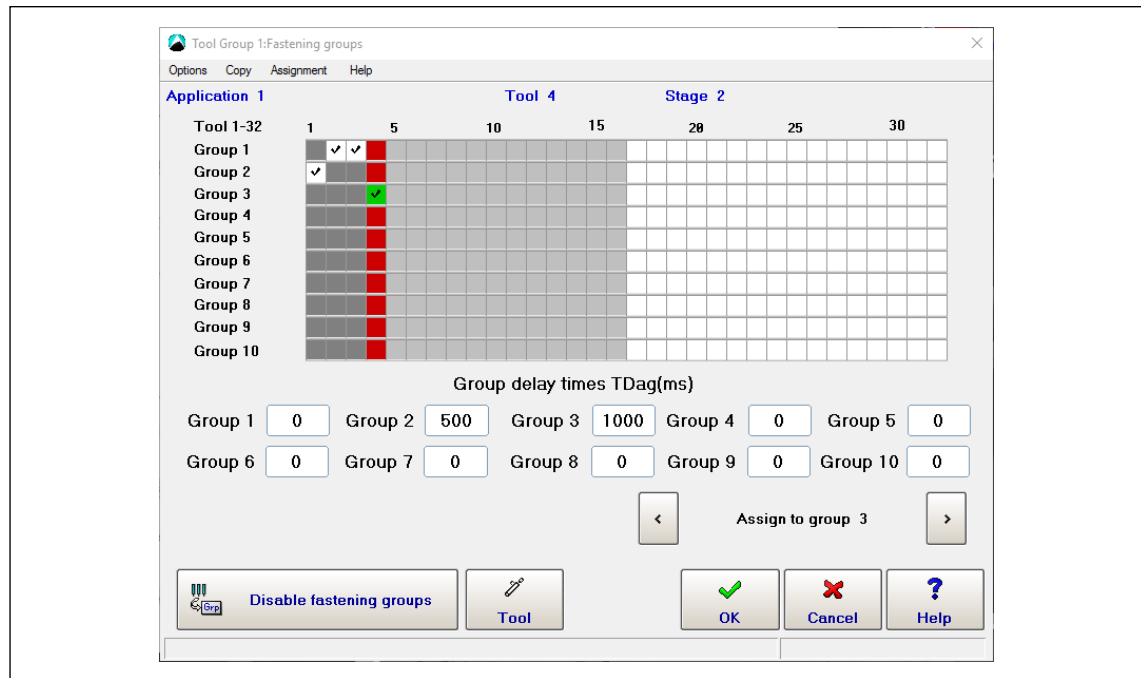 Tool Group 1:Fastening groups
Options Copy Assignment Help
Application 1 Tool 4 Stage 2
Tool 1-32 1 5 10 15 20 25 30
Group 1
Group 2
Group 3
Group 4
Group 5
Group 6
Group 7
Group 8
Group 9
Group 10
Group delay times TDag(ms)
Group 1 0 Group 2 500 Group 3 1000 Group 4 0 Group 5 0
Group 6 0 Group 7 0 Group 8 0 Group 9 0 Group 10 0
< Assign to group 3 >
Grp Disable fastening groups Tool OK Cancel ? Help